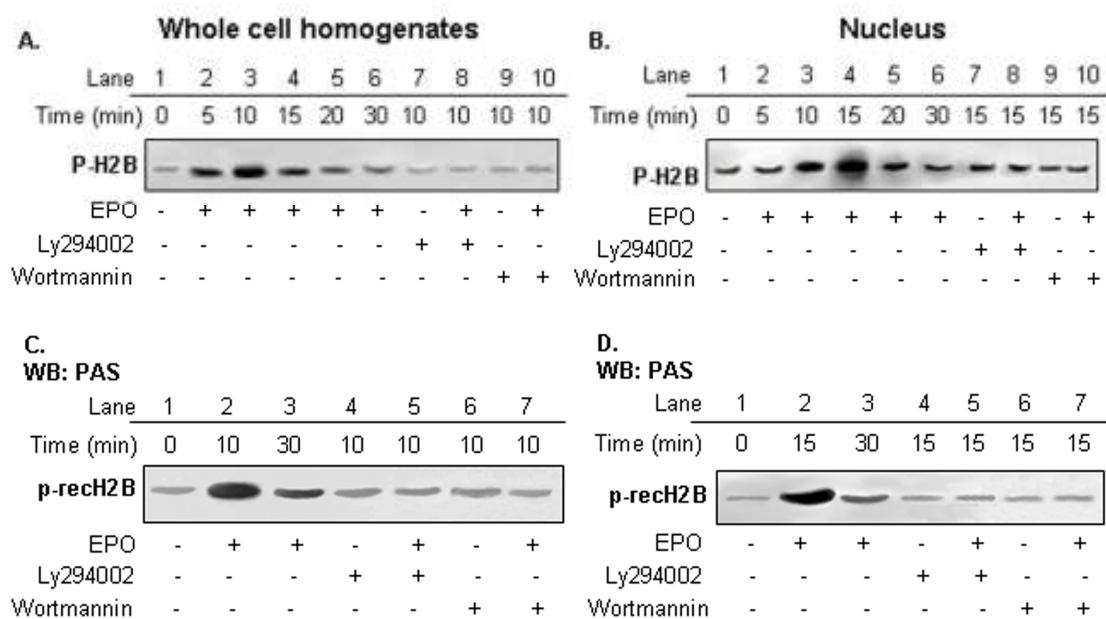 A. Whole cell homogenates
Lane 1 2 3 4 5 6 7 8 9 10
Time (min) 0 5 10 15 20 30 10 10 10 10
P-H2B
EPO - + + + + + - + - +
Ly294002 - - - - - - + + - -
Wortmannin - - - - - - - - + +
B. Nucleus
Lane 1 2 3 4 5 6 7 8 9 10
Time (min) 0 5 10 15 20 30 15 15 15 15
P-H2B
EPO - + + + + + - + - +
Ly294002 - - - - - - + + - -
Wortmannin - - - - - - - - + +
C.
WB: PAS
Lane 1 2 3 4 5 6 7
Time (min) 0 10 30 10 10 10 10
p-recH2B
EPO - + + - + - +
Ly294002 - - - + + - -
Wortmannin - - - - - + +
D.
WB: PAS
Lane 1 2 3 4 5 6 7
Time (min) 0 15 30 15 15 15 15
p-recH2B
EPO - + + - + - +
Ly294002 - - - + + - -
Wortmannin - - - - - + +